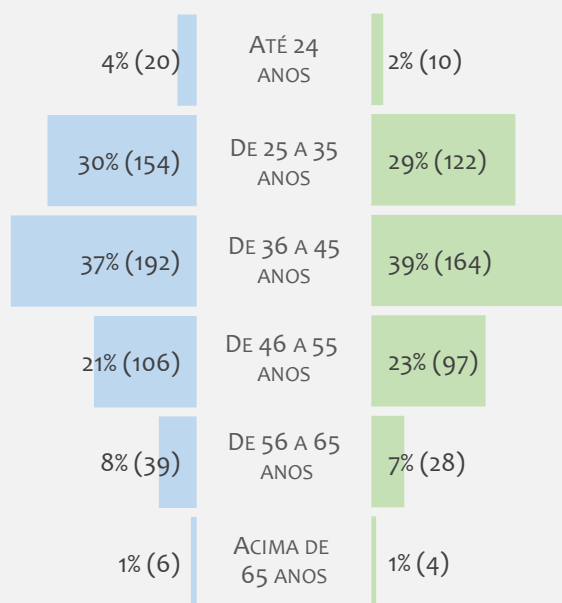 4% (20)
ATÉ 24
ANOS
2% (10)
30% (154)
DE 25 A 35
ANOS
29% (122)
37% (192)
DE 36 A 45
ANOS
39% (164)
21% (106)
DE 46 A 55
ANOS
23% (97)
8% (39)
DE 56 A 65
ANOS
7% (28)
1% (6)
ACIMA DE
65 ANOS
1% (4)